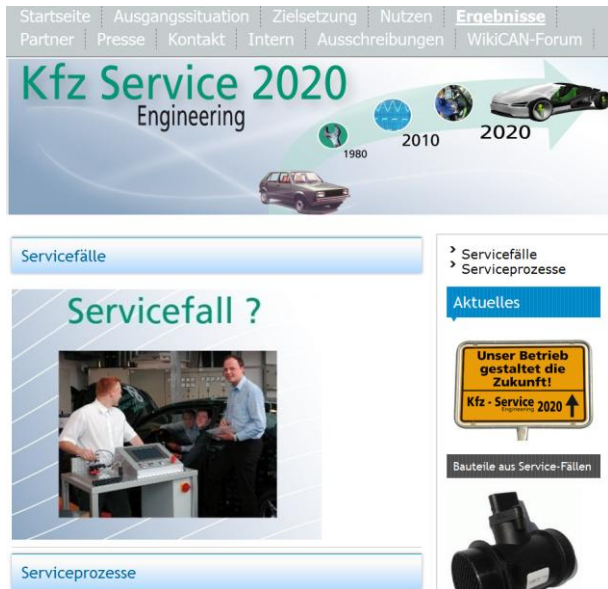 Startseite Ausgangssituation Zielsetzung Nutzen Ergebnisse
Partner Presse Kontakt Intern Ausschreibungen WikiCAN-Forum
Kfz Service 2020
Engineering
1980
2010
2020
Servicefälle
Servicefall ?
Serviceprozesse
Servicefälle
Serviceprozesse
Aktuelles
Unser Betrieb
gestaltet die
Zukunft!
Kfz - Service 2020
Engineering
Bauteile aus Service-Fällen